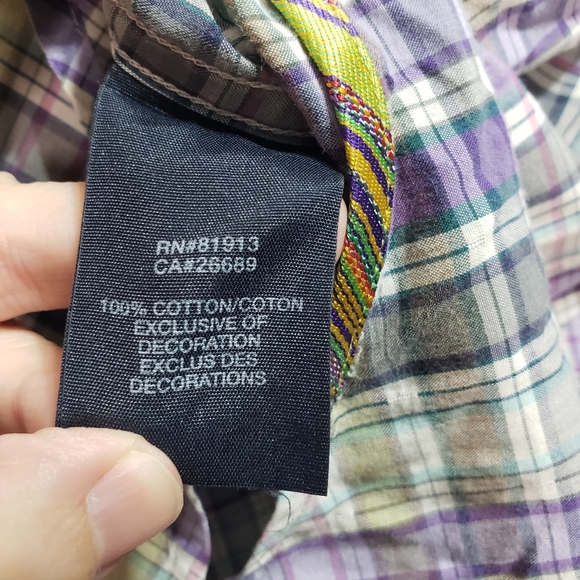 RN#81913
CA#26689
100% COTTON/COTON
EXCLUSIVE OF
DECORATION
EXCLUS DES
DECORATIONS